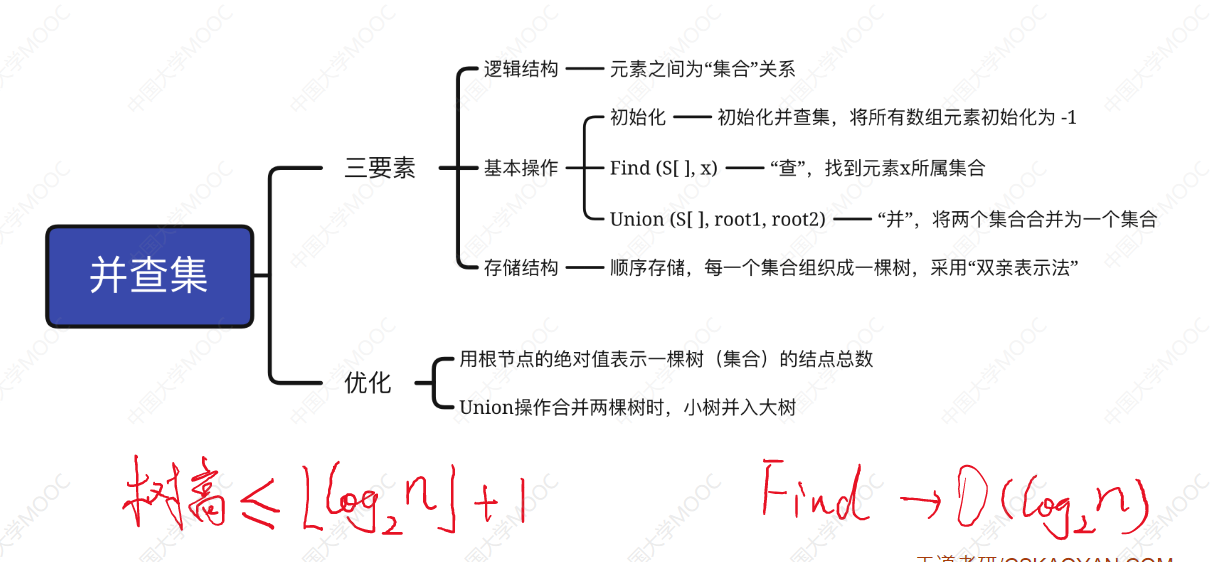 逻辑结构 元素之间为“集合”关系
初始化 初始化并查集，将所有数组元素初始化为 -1
三要素 基本操作 Find (S[ ], x) “查”，找到元素x所属集合
Union (S[ ], root1, root2) “并”，将两个集合合并为一个集合
存储结构 顺序存储，每一个集合组织成一棵树，采用“双亲表示法”
并查集
用根节点的绝对值表示一棵树（集合）的结点总数
优化
Union操作合并两棵树时，小树并入大树
树高 ≤ ⌊log₂n⌋ + 1 Find → O(log₂n)
王道考研/CSKAOYAN.COM
中国大学MOOC